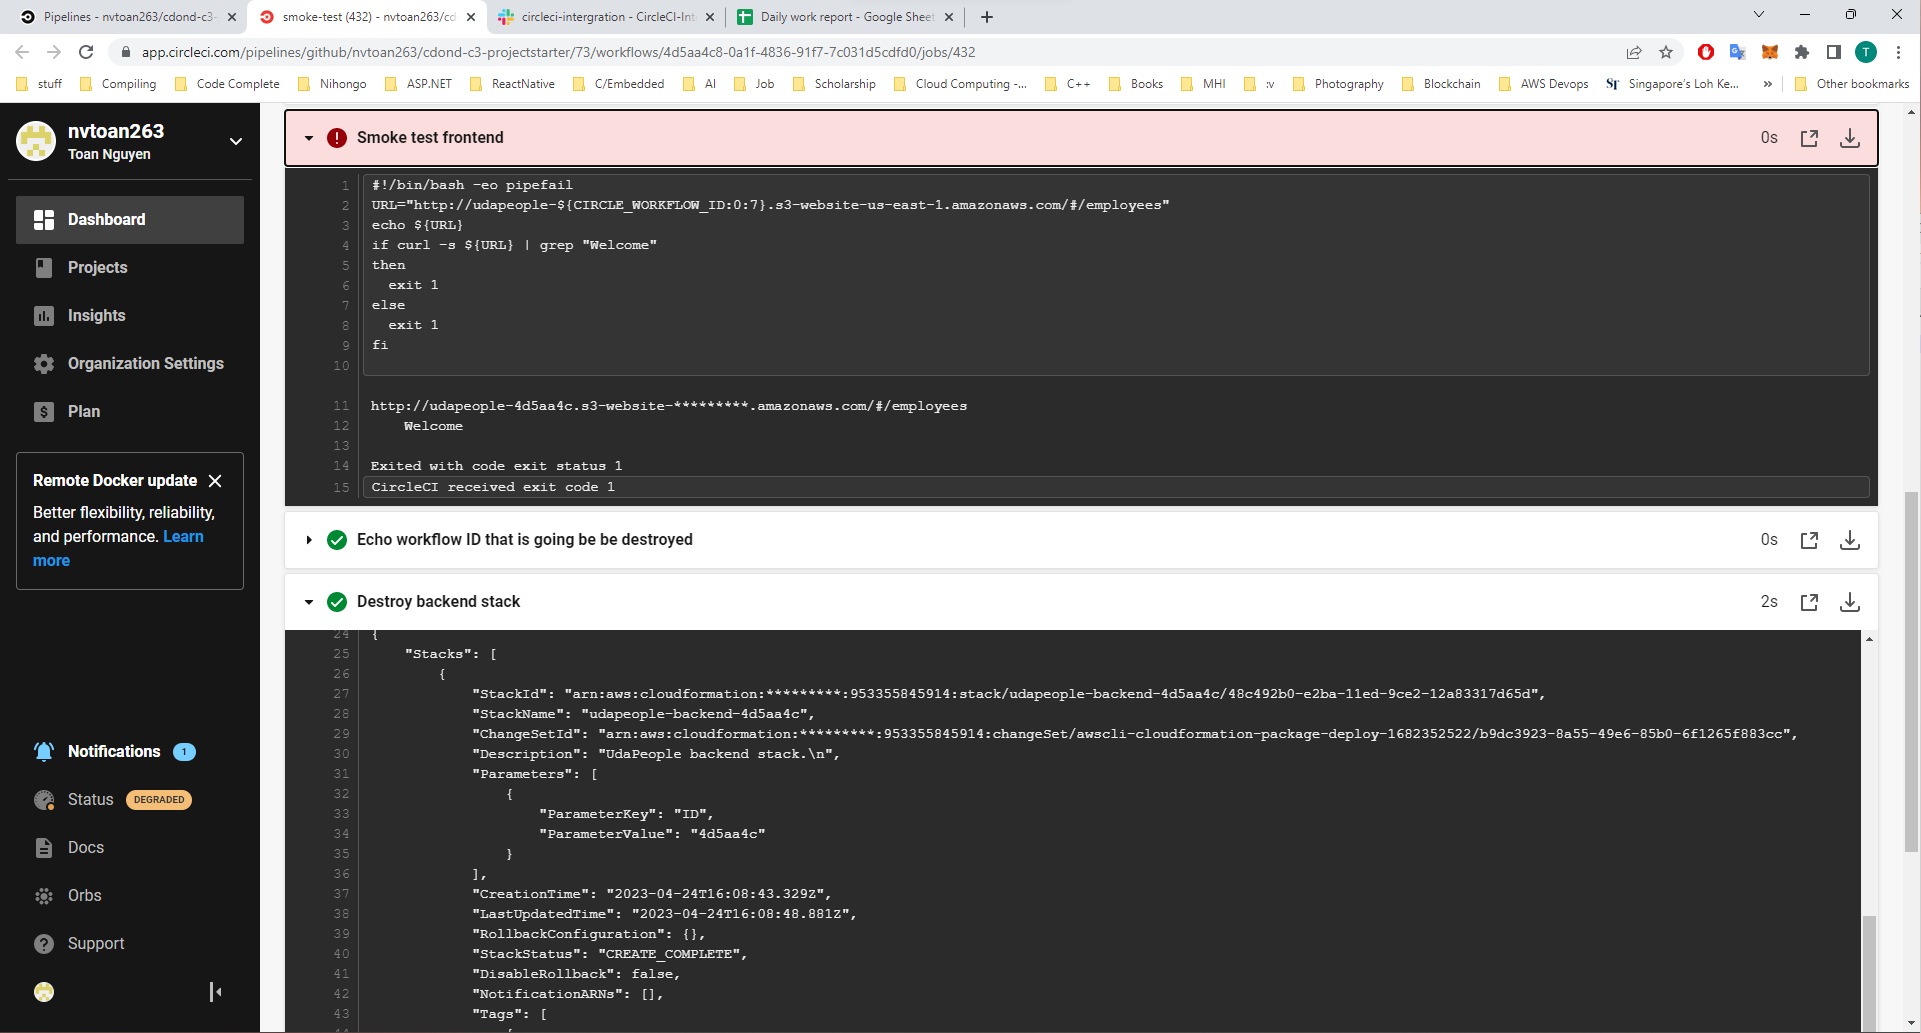 Pipelines - nvtoan263/cdond-c3-
smoke-test (432) - nvtoan263/cd
circleci-intergration - CircleCI-Int
Daily work report - Google Sheet
app.circleci.com/pipelines/github/nvtoan263/cdond-c3-projectstarter/73/workflows/4d5aa4c8-0a1f-4836-91f7-7c031d5cdfd0/jobs/432
T
stuff
Compiling
Code Complete
Nihongo
ASP.NET
ReactNative
C/Embedded
AI
Job
Scholarship
Cloud Computing -...
C++
Books
MHI
:v
Photography
Blockchain
AWS Devops
Singapore's Loh Ke...
»
Other bookmarks
nvtoan263
Toan Nguyen
Dashboard
Projects
Insights
Organization Settings
Plan
Remote Docker update
Better flexibility, reliability,
and performance. Learn
more
Notifications 1
Status DEGRADED
Docs
Orbs
Support
Smoke test frontend
0s
1 #!/bin/bash -eo pipefail
2 URL="http://udapeople-${CIRCLE_WORKFLOW_ID:0:7}.s3-website-us-east-1.amazonaws.com/#/employees"
3 echo ${URL}
4 if curl -s ${URL} | grep "Welcome"
5 then
6 exit 1
7 else
8 exit 1
9 fi
10
11 http://udapeople-4d5aa4c.s3-website-*********.amazonaws.com/#/employees
12 Welcome
13
14 Exited with code exit status 1
15 CircleCI received exit code 1
Echo workflow ID that is going be be destroyed
0s
Destroy backend stack
2s
24 {
25 "Stacks": [
26 {
27 "StackId": "arn:aws:cloudformation:*********:953355845914:stack/udapeople-backend-4d5aa4c/48c492b0-e2ba-11ed-9ce2-12a83317d65d",
28 "StackName": "udapeople-backend-4d5aa4c",
29 "ChangeSetId": "arn:aws:cloudformation:*********:953355845914:changeSet/awscli-cloudformation-package-deploy-1682352522/b9dc3923-8a55-49e6-85b0-6f1265f883cc",
30 "Description": "UdaPeople backend stack.\n",
31 "Parameters": [
32 {
33 "ParameterKey": "ID",
34 "ParameterValue": "4d5aa4c"
35 }
36 ],
37 "CreationTime": "2023-04-24T16:08:43.329Z",
38 "LastUpdatedTime": "2023-04-24T16:08:48.881Z",
39 "RollbackConfiguration": {},
40 "StackStatus": "CREATE_COMPLETE",
41 "DisableRollback": false,
42 "NotificationARNs": [],
43 "Tags": [